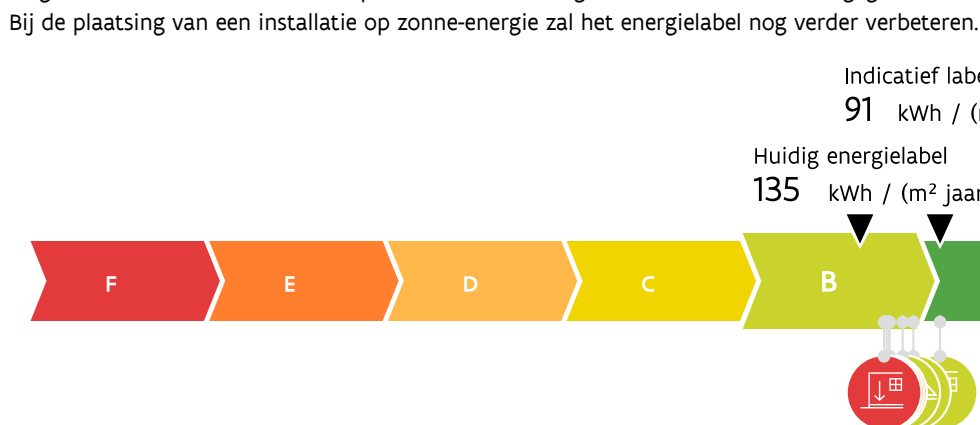 Bij de plaatsing van een installatie op zonne-energie zal het energielabel nog verder verbeteren.
Indicatief
91 kWh / (
Huidig energielabel
135 kWh / (m² jaar
F E D C B